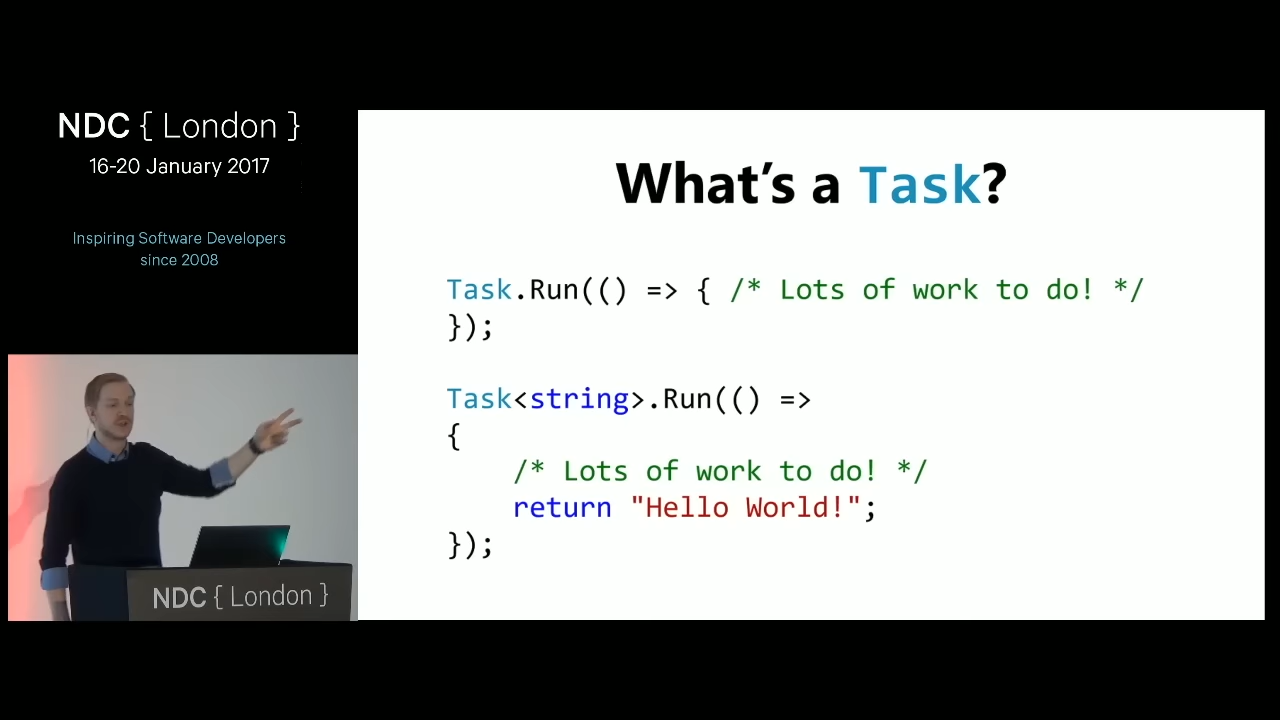 NDC { London }
16-20 January 2017
Inspiring Software Developers
since 2008
What's a Task?
Task.Run(() => { /* Lots of work to do! */
});
Task<string>.Run(() =>
{
/* Lots of work to do! */
return "Hello World!";
});
NDC { London }